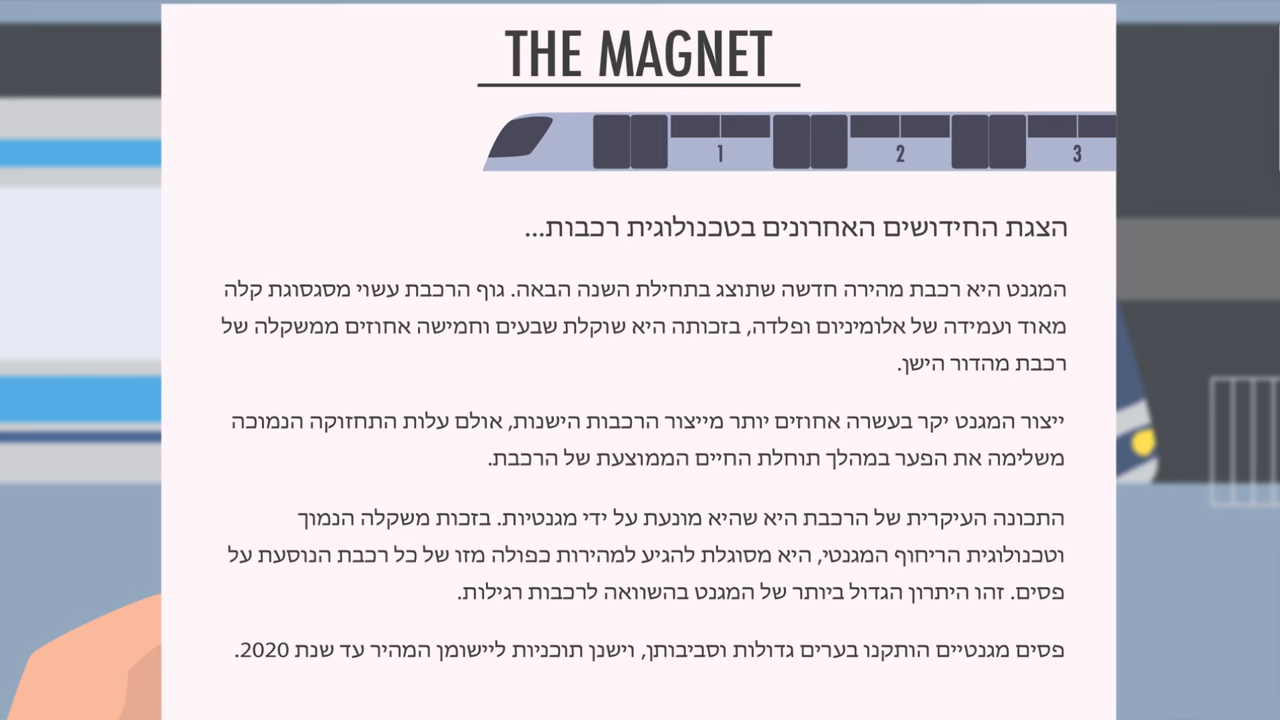 THE MAGNET
1 2 3
הצגת החידושים האחרונים בטכנולוגית רכבות...
המגנט היא רכבת מהירה חדשה שתוצג בתחילת השנה הבאה. גוף הרכבת עשוי מסגסוגת קלה
מאוד ועמידה של אלומיניום ופלדה, בזכותה היא שוקלת שבעים וחמישה אחוזים ממשקלה של
רכבת מהדור הישן.
ייצור המגנט יקר בעשרה אחוזים יותר מייצור הרכבות הישנות, אולם עלות התחזוקה הנמוכה
משלימה את הפער במהלך תוחלת החיים הממוצעת של הרכבת.
התכונה העיקרית של הרכבת היא שהיא מונעת על ידי מגנטיות. בזכות משקלה הנמוך
וטכנולוגית הריחוף המגנטי, היא מסוגלת להגיע למהירות כפולה מזו של כל רכבת הנוסעת על
פסים. זהו היתרון הגדול ביותר של המגנט בהשוואה לרכבות רגילות.
פסים מגנטיים הותקנו בערים גדולות וסביבותן, וישנן תוכניות ליישומן המהיר עד שנת 2020.